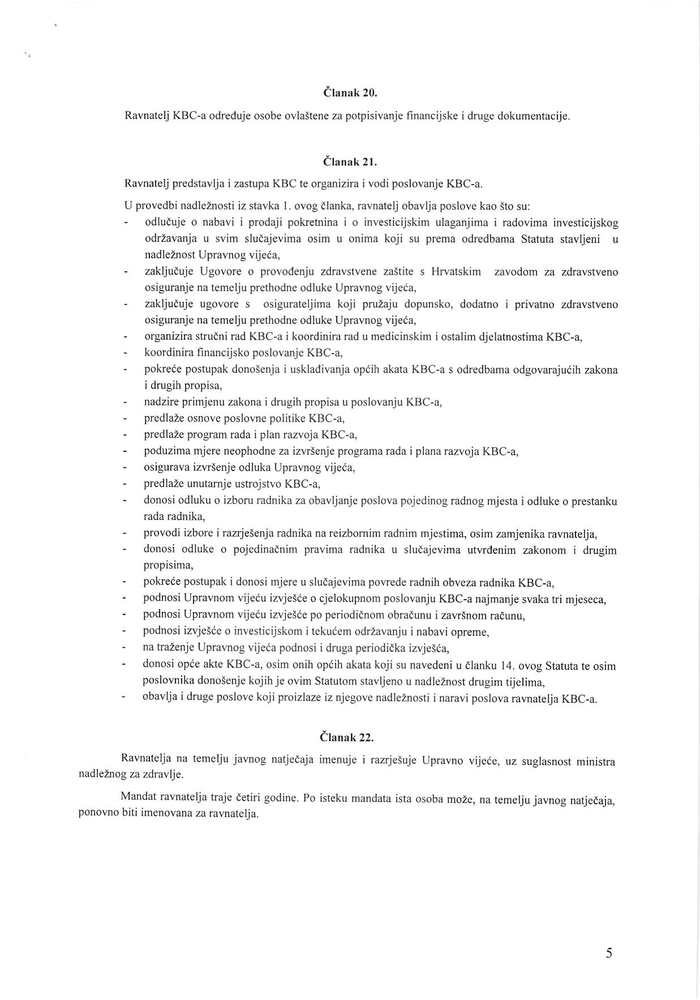 Članak 20.
Ravnatelj KBC-a određuje osobe ovlaštene za potpisivanje financijske i druge dokumentacije.
Članak 21.
Ravnatelj predstavlja i zastupa KBC te organizira i vodi poslovanje KBC-a.
U provedbi nadležnosti iz stavka 1. ovog članka, ravnatelj obavlja poslove kao što su:
- odlučuje o nabavi i prodaji pokretnina i o investicijskim ulaganjima i radovima investicijskog
održavanja u svim slučajevima osim u onima koji su prema odredbama Statuta stavljeni u
nadležnost Upravnog vijeća,
- zaključuje Ugovore o provođenju zdravstvene zaštite s Hrvatskim zavodom za zdravstveno
osiguranje na temelju prethodne odluke Upravnog vijeća,
- zaključuje ugovore s osigurateljima koji pružaju dopunsko, dodatno i privatno zdravstveno
osiguranje na temelju prethodne odluke Upravnog vijeća,
- organizira stručni rad KBC-a i koordinira rad u medicinskim i ostalim djelatnostima KBC-a,
- koordinira financijsko poslovanje KBC-a,
- pokreće postupak donošenja i usklađivanja općih akata KBC-a s odredbama odgovarajućih zakona
i drugih propisa,
- nadzire primjenu zakona i drugih propisa u poslovanju KBC-a,
- predlaže osnove poslovne politike KBC-a,
- predlaže program rada i plan razvoja KBC-a,
- poduzima mjere neophodne za izvršenje programa rada i plana razvoja KBC-a,
- osigurava izvršenje odluka Upravnog vijeća,
- predlaže unutarnje ustrojstvo KBC-a,
- donosi odluku o izboru radnika za obavljanje poslova pojedinog radnog mjesta i odluke o prestanku
rada radnika,
- provodi izbore i razrješenja radnika na reizbornim radnim mjestima, osim zamjenika ravnatelja,
- donosi odluke o pojedinačnim pravima radnika u slučajevima utvrđenim zakonom i drugim
propisima,
- pokreće postupak i donosi mjere u slučajevima povrede radnih obveza radnika KBC-a,
- podnosi Upravnom vijeću izvješće o cjelokupnom poslovanju KBC-a najmanje svaka tri mjeseca,
- podnosi Upravnom vijeću izvješće po periodičnom obračunu i završnom računu,
- podnosi izvješće o investicijskom i tekućem održavanju i nabavi opreme,
- na traženje Upravnog vijeća podnosi i druga periodička izvješća,
- donosi opće akte KBC-a, osim onih općih akata koji su navedeni u članku 14. ovog Statuta te osim
poslovnika donošenje kojih je ovim Statutom stavljeno u nadležnost drugim tijelima,
- obavlja i druge poslove koji proizlaze iz njegove nadležnosti i naravi poslova ravnatelja KBC-a.
Članak 22.
Ravnatelja na temelju javnog natječaja imenuje i razrješuje Upravno vijeće, uz suglasnost ministra
nadležnog za zdravlje.
Mandat ravnatelja traje četiri godine. Po isteku mandata ista osoba može, na temelju javnog natječaja,
ponovno biti imenovana za ravnatelja.
5